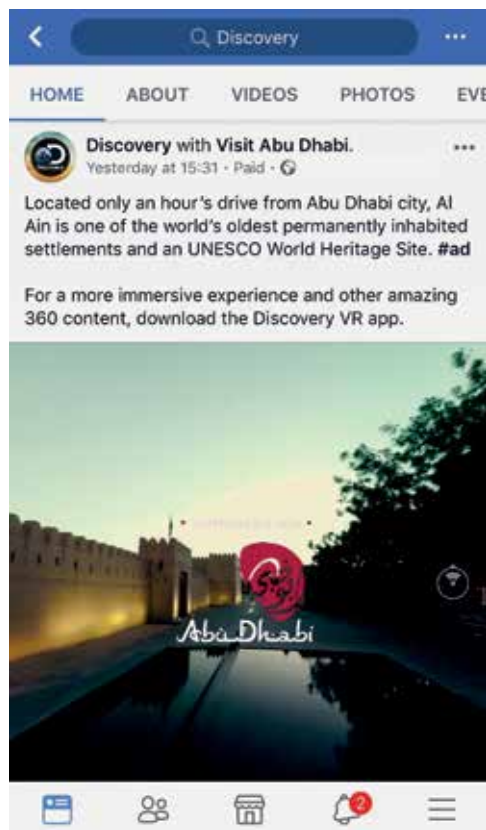 Discovery
HOME ABOUT VIDEOS PHOTOS EVE
Discovery with Visit Abu Dhabi.
Yesterday at 15:31 · Paid ·
Located only an hour's drive from Abu Dhabi city, Al
Ain is one of the world's oldest permanently inhabited
settlements and an UNESCO World Heritage Site. #ad
For a more immersive experience and other amazing
360 content, download the Discovery VR app.
أبوظبي
Abu Dhabi
2